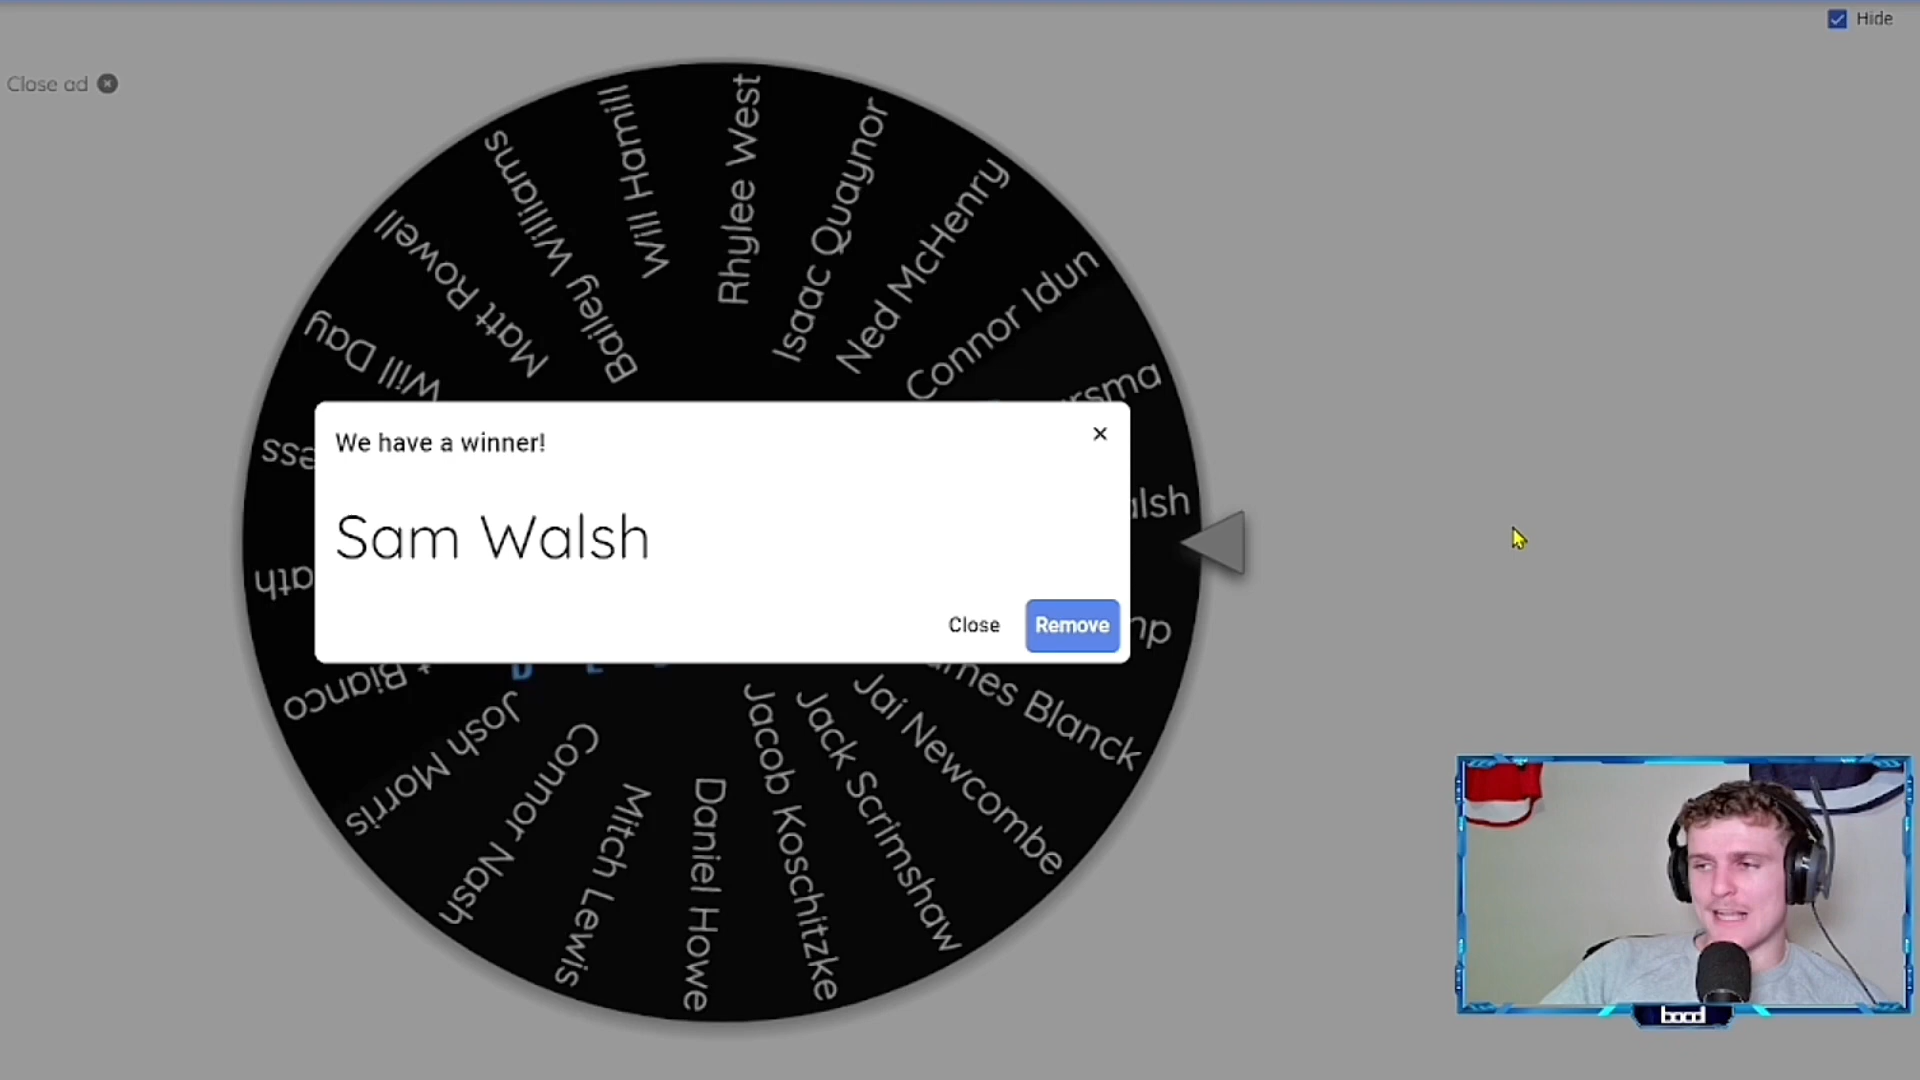 Hide
Close ad
Will Hamill
Rhylee West
Isaac Quaynor
Ned McHenry
Connor Idun
Bailey Williams
Matt Rowell
Will Day
We have a winner!
Sam Walsh
Close
Remove
Bianco
Josh Morris
Connor Nash
Mitch Lewis
Daniel Howe
Jacob Koschitzke
Jack Scrimshaw
Jai Newcombe
Blanck
bood